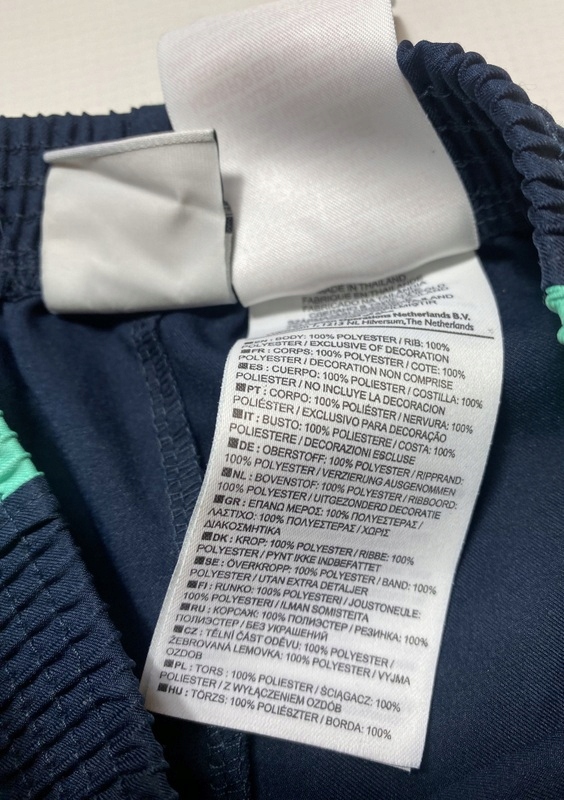 MADE IN THAILAND
FABRIQUE EN THAILANDE
Netherlands B.V.
NL Hilversum, The Netherlands
BODY: 100% POLYESTER / RIB: 100%
POLYESTER / EXCLUSIVE OF DECORATION
FR : CORPS: 100% POLYESTER / COTE: 100%
POLYESTER / DECORATION NON COMPRISE
ES : CUERPO: 100% POLIESTER / COSTILLA: 100%
POLIESTER / NO INCLUYE LA DECORACION
PT : CORPO: 100% POLIÉSTER / NERVURA: 100%
POLIÉSTER / EXCLUSIVO PARA DECORAÇÃO
IT : BUSTO: 100% POLIESTERE / COSTA: 100%
POLIESTERE / DECORAZIONI ESCLUSE
DE : OBERSTOFF: 100% POLYESTER / RIPPRAND:
100% POLYESTER / VERZIERUNG AUSGENOMMEN
NL : BOVENSTOF: 100% POLYESTER / RIBBOORD:
100% POLYESTER / UITGEZONDERD DECORATIE
GR : ΕΠΑΝΩ ΜΕΡΟΣ: 100% ΠΟΛΥΕΣΤΕΡΑΣ /
ΛΑΣΤΙΧΟ: 100% ΠΟΛΥΕΣΤΕΡΑΣ / ΧΩΡΙΣ
ΔΙΑΚΟΣΜΗΤΙΚΑ
DK : KROP: 100% POLYESTER / RIBBE: 100%
POLYESTER / PYNT IKKE INDBEFATTET
SE : ÖVERKROPP: 100% POLYESTER / BAND: 100%
POLYESTER / UTAN EXTRA DETALJER
FI : RUNKO: 100% POLYESTERI / JOUSTONEULE:
100% POLYESTERI / ILMAN SOMISTEITA
RU : КОРСАЖ: 100% ПОЛИЭСТЕР / РЕЗИНКА: 100%
ПОЛИЭСТЕР / БЕЗ УКРАШЕНИЙ
CZ : TĚLNÍ ČÁST ODĚVU: 100% POLYESTER /
ŽEBROVANÁ LEMOVKA: 100% POLYESTER / VYJMA
OZDOB
PL : TORS : 100% POLIESTER / ŚCIĄGACZ: 100%
POLIESTER / Z WYŁĄCZENIEM OZDÓB
HU : TÖRZS: 100% POLIÉSZTER / BORDA: 100%